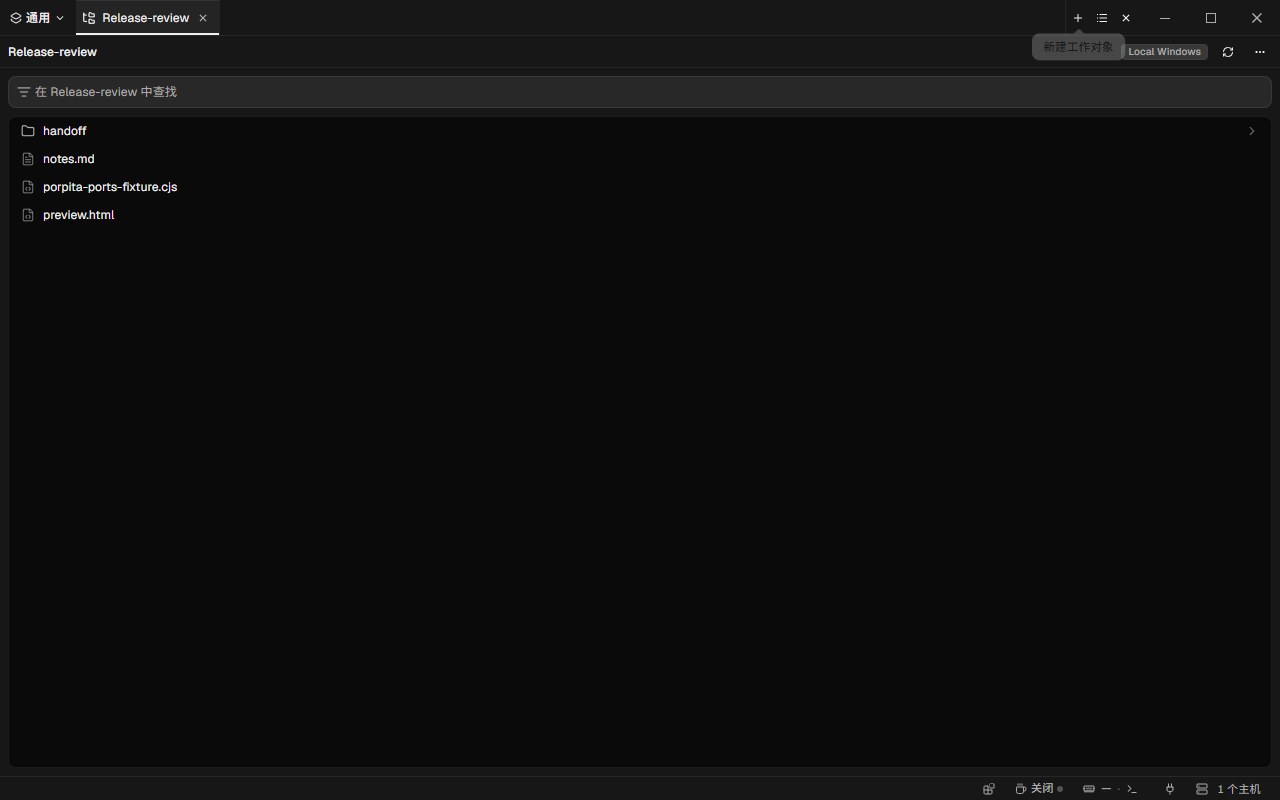 通用 Release-review
Release-review
新建工作对象 Local Windows
在 Release-review 中查找
handoff
notes.md
porpita-ports-fixture.cjs
preview.html
关闭 1 个主机